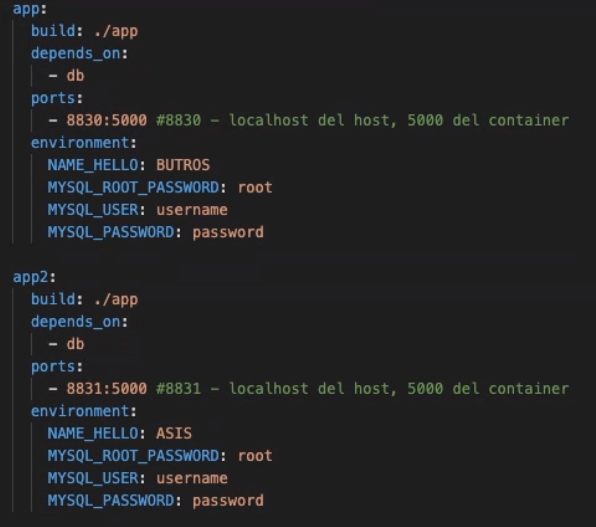 app:
build: ./app
depends_on:
- db
ports:
- 8830:5000 #8830 - localhost del host, 5000 del container
environment:
NAME_HELLO: BUTROS
MYSQL_ROOT_PASSWORD: root
MYSQL_USER: username
MYSQL_PASSWORD: password
app2:
build: ./app
depends_on:
- db
ports:
- 8831:5000 #8831 - localhost del host, 5000 del container
environment:
NAME_HELLO: ASIS
MYSQL_ROOT_PASSWORD: root
MYSQL_USER: username
MYSQL_PASSWORD: password